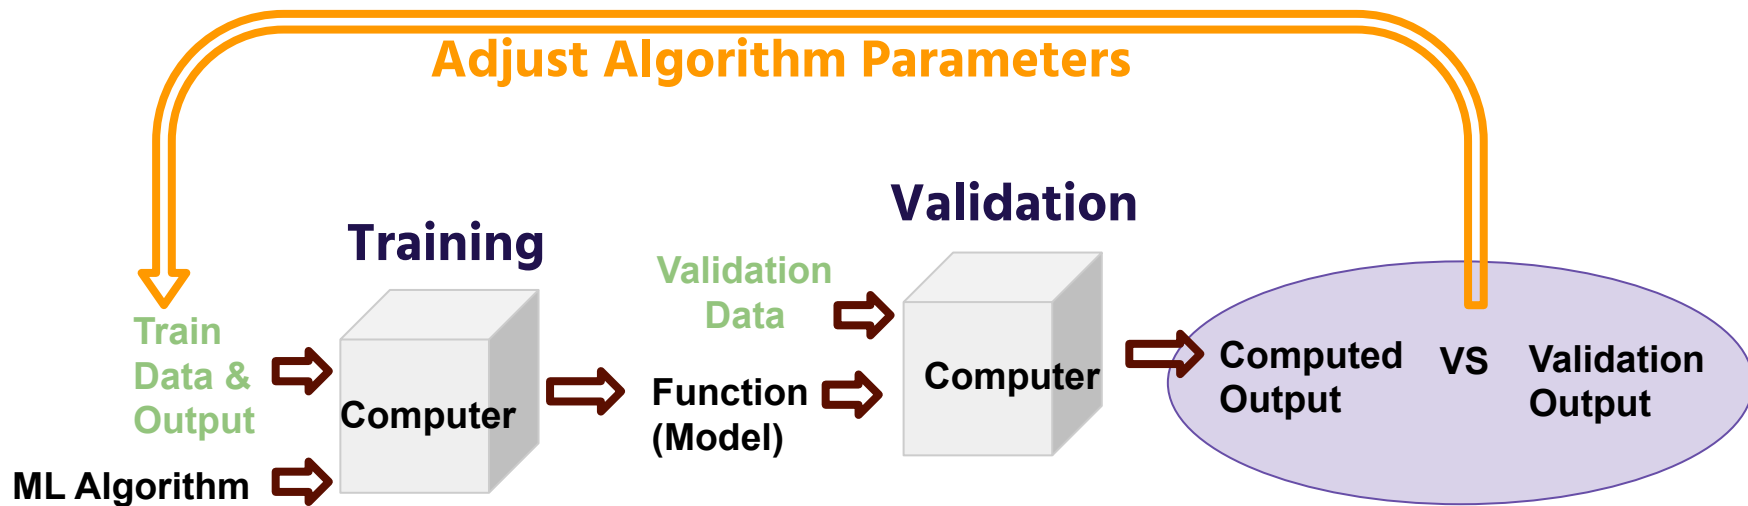 Adjust Algorithm Parameters
Training
Validation
Train
Data &
Output
ML Algorithm
Computer
Validation
Data
Function
(Model)
Computer
Computed
Output
VS
Validation
Output